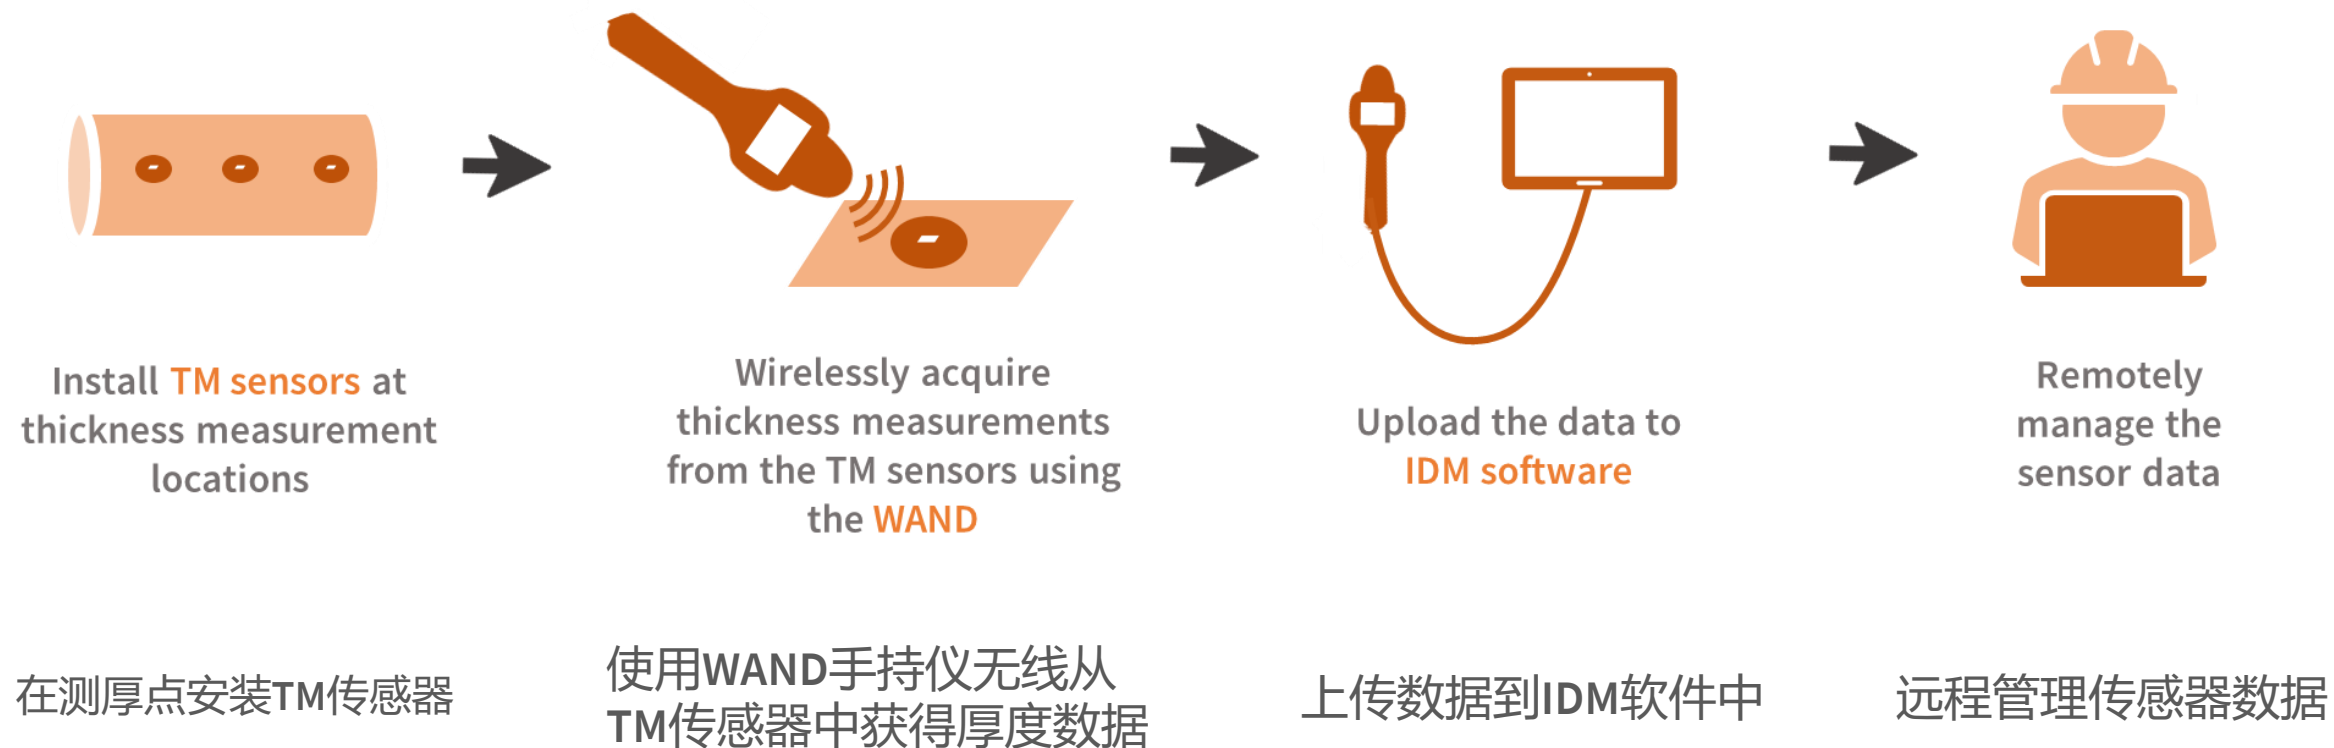 Install TM sensors at
thickness measurement
locations
Wirelessly acquire
thickness measurements
from the TM sensors using
the WAND
Upload the data to
IDM software
Remotely
manage the
sensor data
在测厚点安装TM传感器
使用WAND手持仪无线从
TM传感器中获得厚度数据
上传数据到IDM软件中
远程管理传感器数据